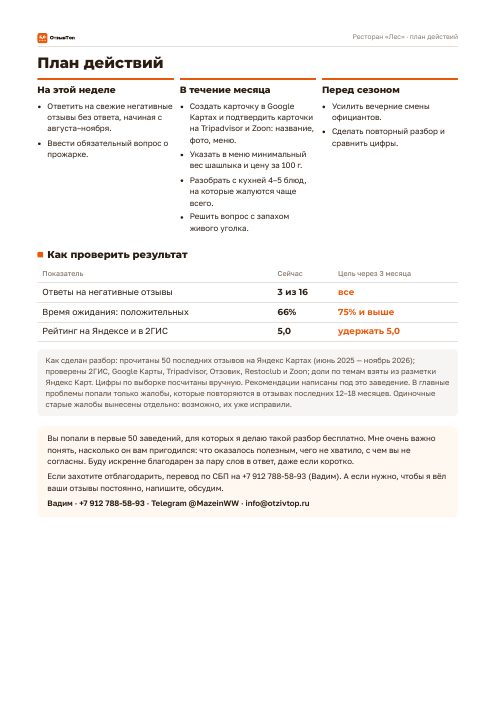 ОтзывТоп
Ресторан «Лес» · план действий
План действий
На этой неделе
• Ответить на свежие негативные
отзывы без ответа, начиная с
августа–ноября.
• Ввести обязательный вопрос о
прожарке.
В течение месяца
• Создать карточку в Google
Картах и подтвердить карточки
на Tripadvisor и Zoon: название,
фото, меню.
• Указать в меню минимальный
вес шашлыка и цену за 100 г.
• Разобрать с кухней 4–5 блюд,
на которые жалуются чаще
всего.
• Решить вопрос с запахом
живого уголка.
Перед сезоном
• Усилить вечерние смены
официантов.
• Сделать повторный разбор и
сравнить цифры.
Как проверить результат
Показатель Сейчас Цель через 3 месяца
Ответы на негативные отзывы 3 из 16 все
Время ожидания: положительных 66% 75% и выше
Рейтинг на Яндексе и в 2ГИС 5,0 удержать 5,0
Как сделан разбор: прочитаны 50 последних отзывов на Яндекс Картах (июнь 2025 — ноябрь 2026);
проверены 2ГИС, Google Карты, Tripadvisor, Отзовик, Restoclub и Zoon; доли по темам взяты из разметки
Яндекс Карт. Цифры по выборке посчитаны вручную. Рекомендации написаны под это заведение. В главные
проблемы попали только жалобы, которые повторяются в отзывах последних 12–18 месяцев. Одиночные
старые жалобы вынесены отдельно: возможно, их уже исправили.
Вы попали в первые 50 заведений, для которых я делаю такой разбор бесплатно. Мне очень важно
понять, насколько он вам пригодился: что оказалось полезным, чего не хватило, с чем вы не
согласны. Буду искренне благодарен за пару слов в ответ, даже если коротко.
Если захотите отблагодарить, перевод по СБП на +7 912 788-58-93 (Вадим). А если нужно, чтобы я вёл
ваши отзывы постоянно, напишите, обсудим.
Вадим · +7 912 788-58-93 · Telegram @MazeinWW · info@otzivtop.ru